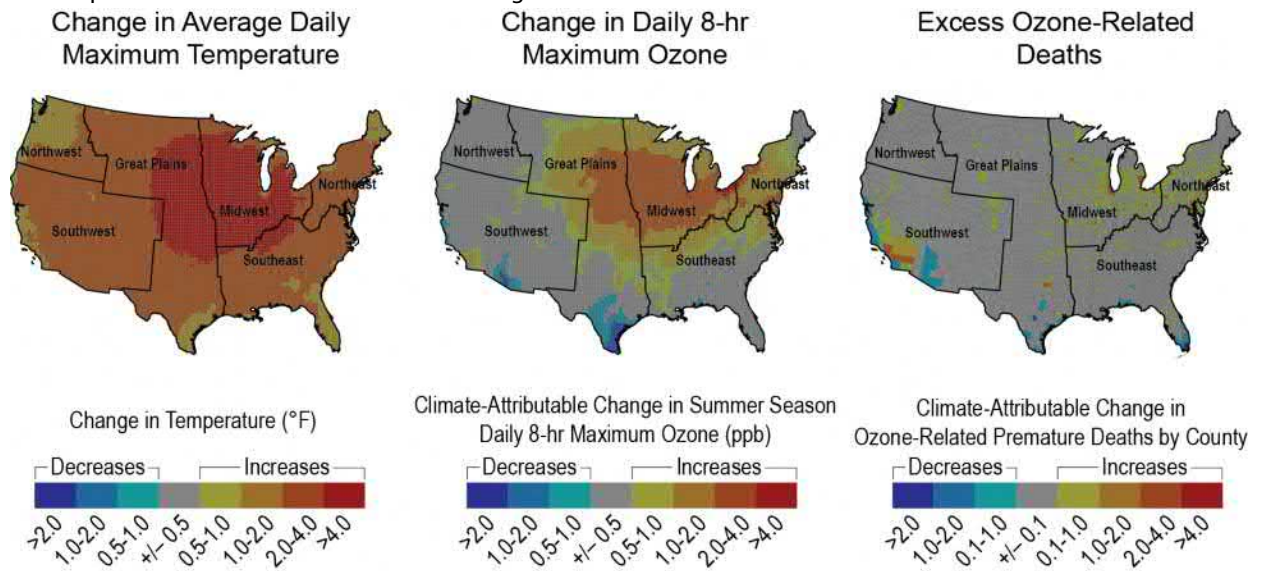 Change in Average Daily
Maximum Temperature
Change in Daily 8-hr
Maximum Ozone
Excess Ozone-Related
Deaths
Northwest
Great Plains
Northeast
Midwest
Southwest
Southeast
Northwest
Great Plains
Northeast
Midwest
Southwest
Southeast
Northwest
Great Plains
Northeast
Midwest
Southwest
Southeast
Change in Temperature (°F)
Decreases
Increases
>2.0
1.0-2.0
0.5-1.0
+/– 0.5
0.5-1.0
1.0-2.0
2.0-4.0
>4.0
Climate-Attributable Change in Summer Season
Daily 8-hr Maximum Ozone (ppb)
Decreases
Increases
>2.0
1.0-2.0
0.5-1.0
+/– 0.5
0.5-1.0
1.0-2.0
2.0-4.0
>4.0
Climate-Attributable Change in
Ozone-Related Premature Deaths by County
Decreases
Increases
>2.0
1.0-2.0
0.1-1.0
+/– 0.1
0.1-1.0
1.0-2.0
2.0-4.0
>4.0